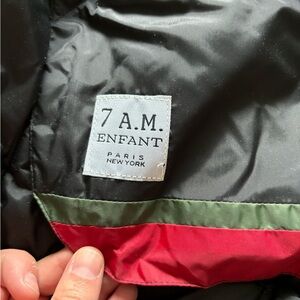 7 A.M.
ENFANT
PARIS
NEW YORK